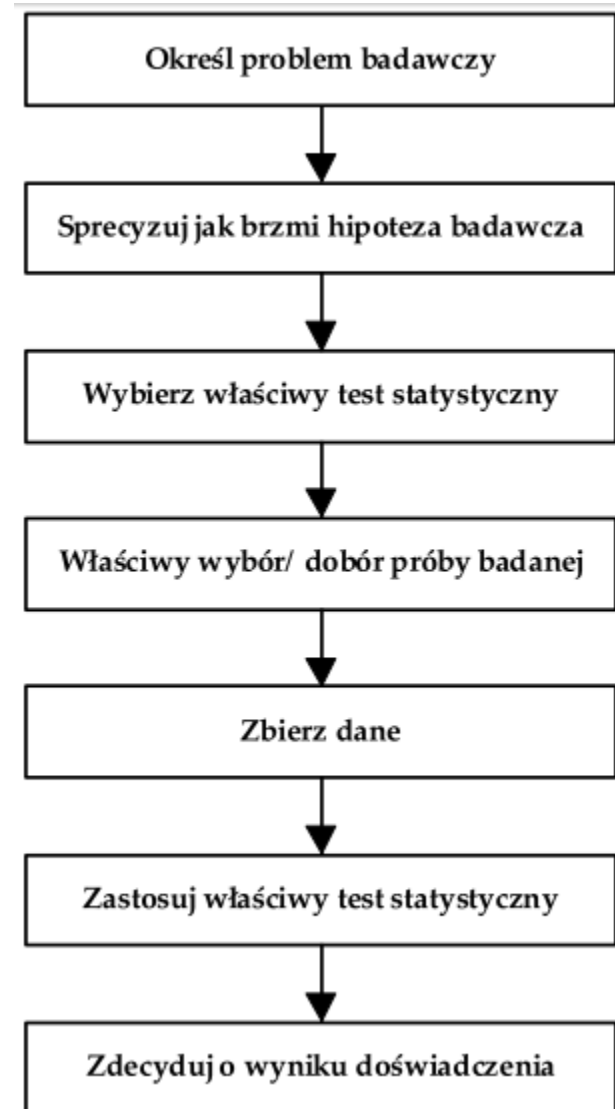 Określ problem badawczy
Sprecyzuj jak brzmi hipoteza badawcza
Wybierz właściwy test statystyczny
Właściwy wybór/ dobór próby badanej
Zbierz dane
Zastosuj właściwy test statystyczny
Zdecyduj o wyniku doświadczenia